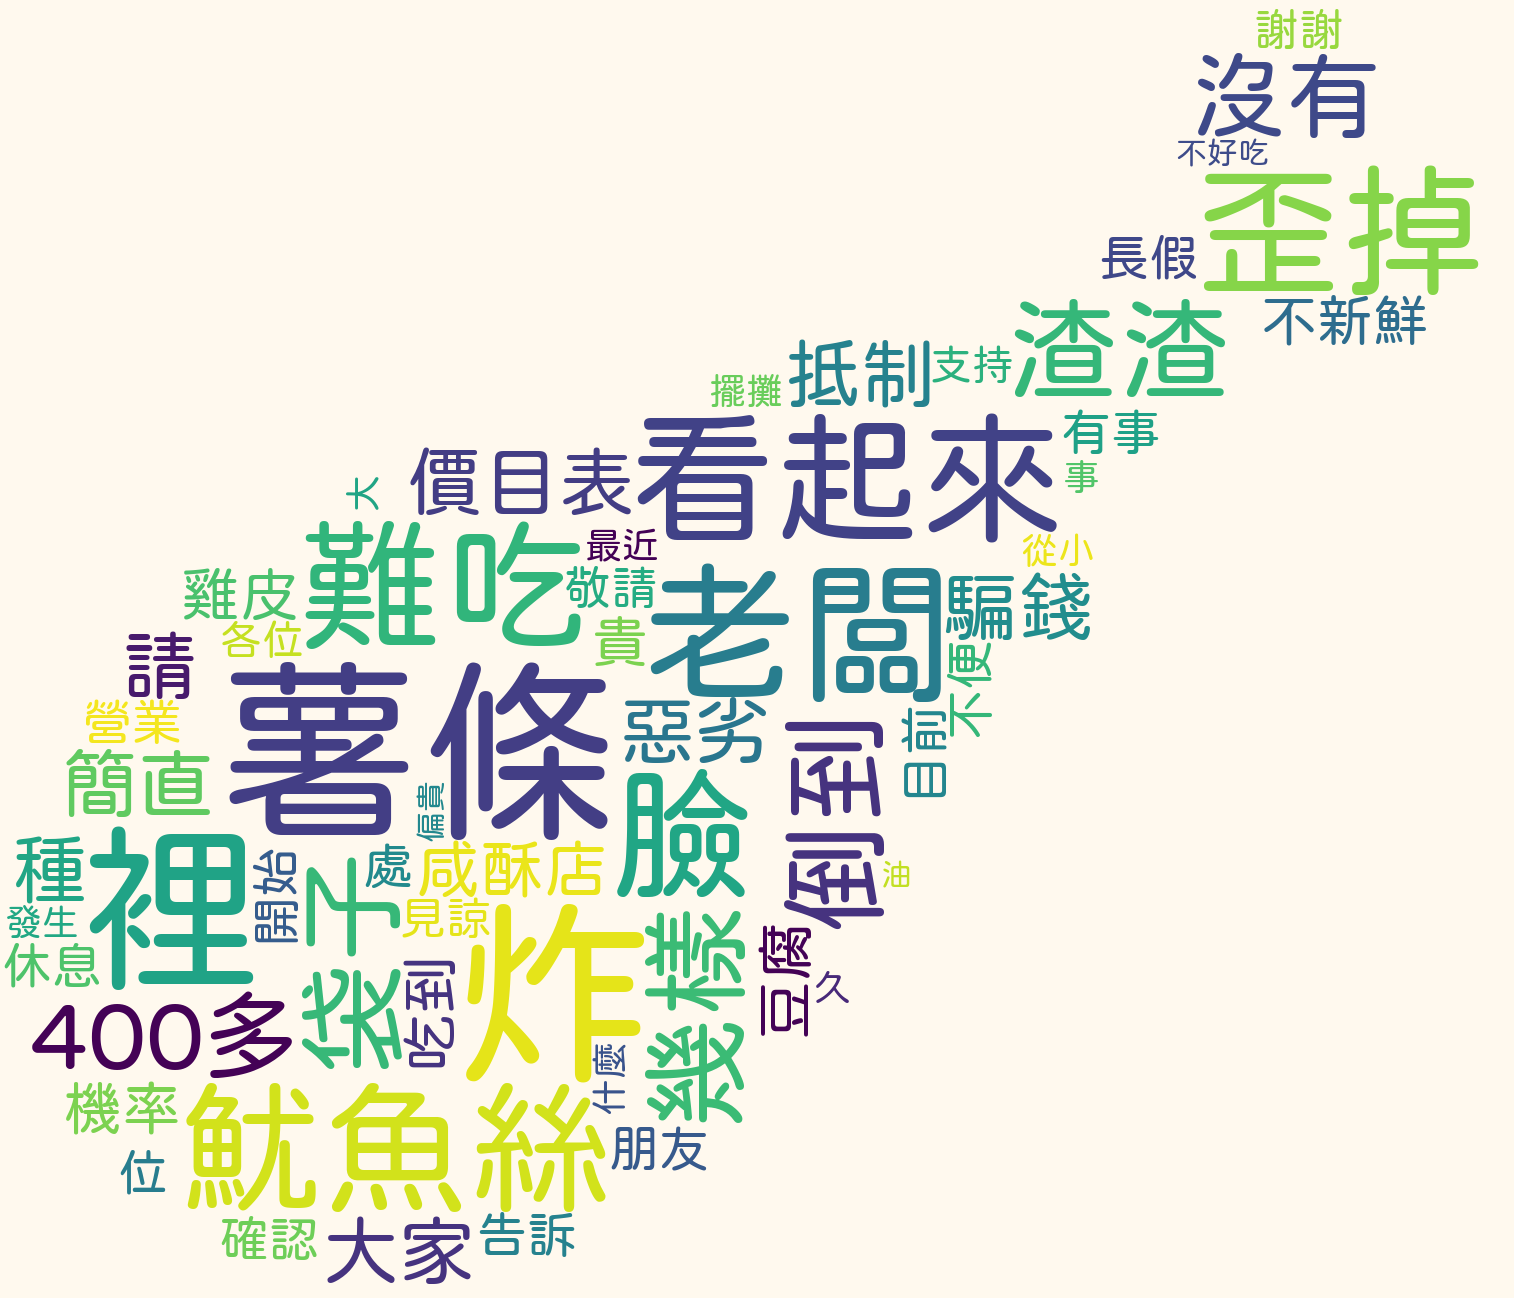 謝謝
沒有
不好吃
歪掉
長假
不新鮮
渣渣
抵制
支持
擺攤
看起來
有事
價目表
事
大
難吃
最近
從小
雞皮
敬請
老闆
騙錢
各位
貴
請
不便
薯條
營業
惡劣
目前
簡直
倒到
臉
偏貴
種
裡
開始
子
處
咸酥店
油
發生
見諒
休息
炸
幾樣
豆腐
久
袋
吃到
400多
什麼
機率
魷魚絲
朋友
位
確認
大家
告訴